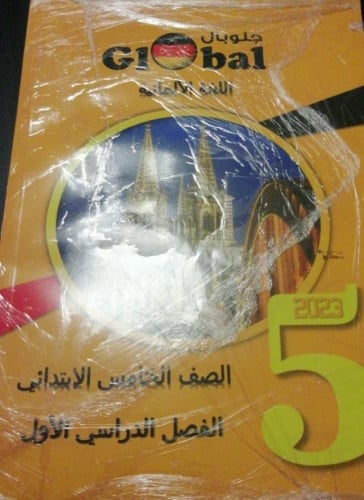 جلوبال
Global
اللغة الألمانية
2023
5
الصف الخامس الابتدائي
الفصل الدراسي الأول